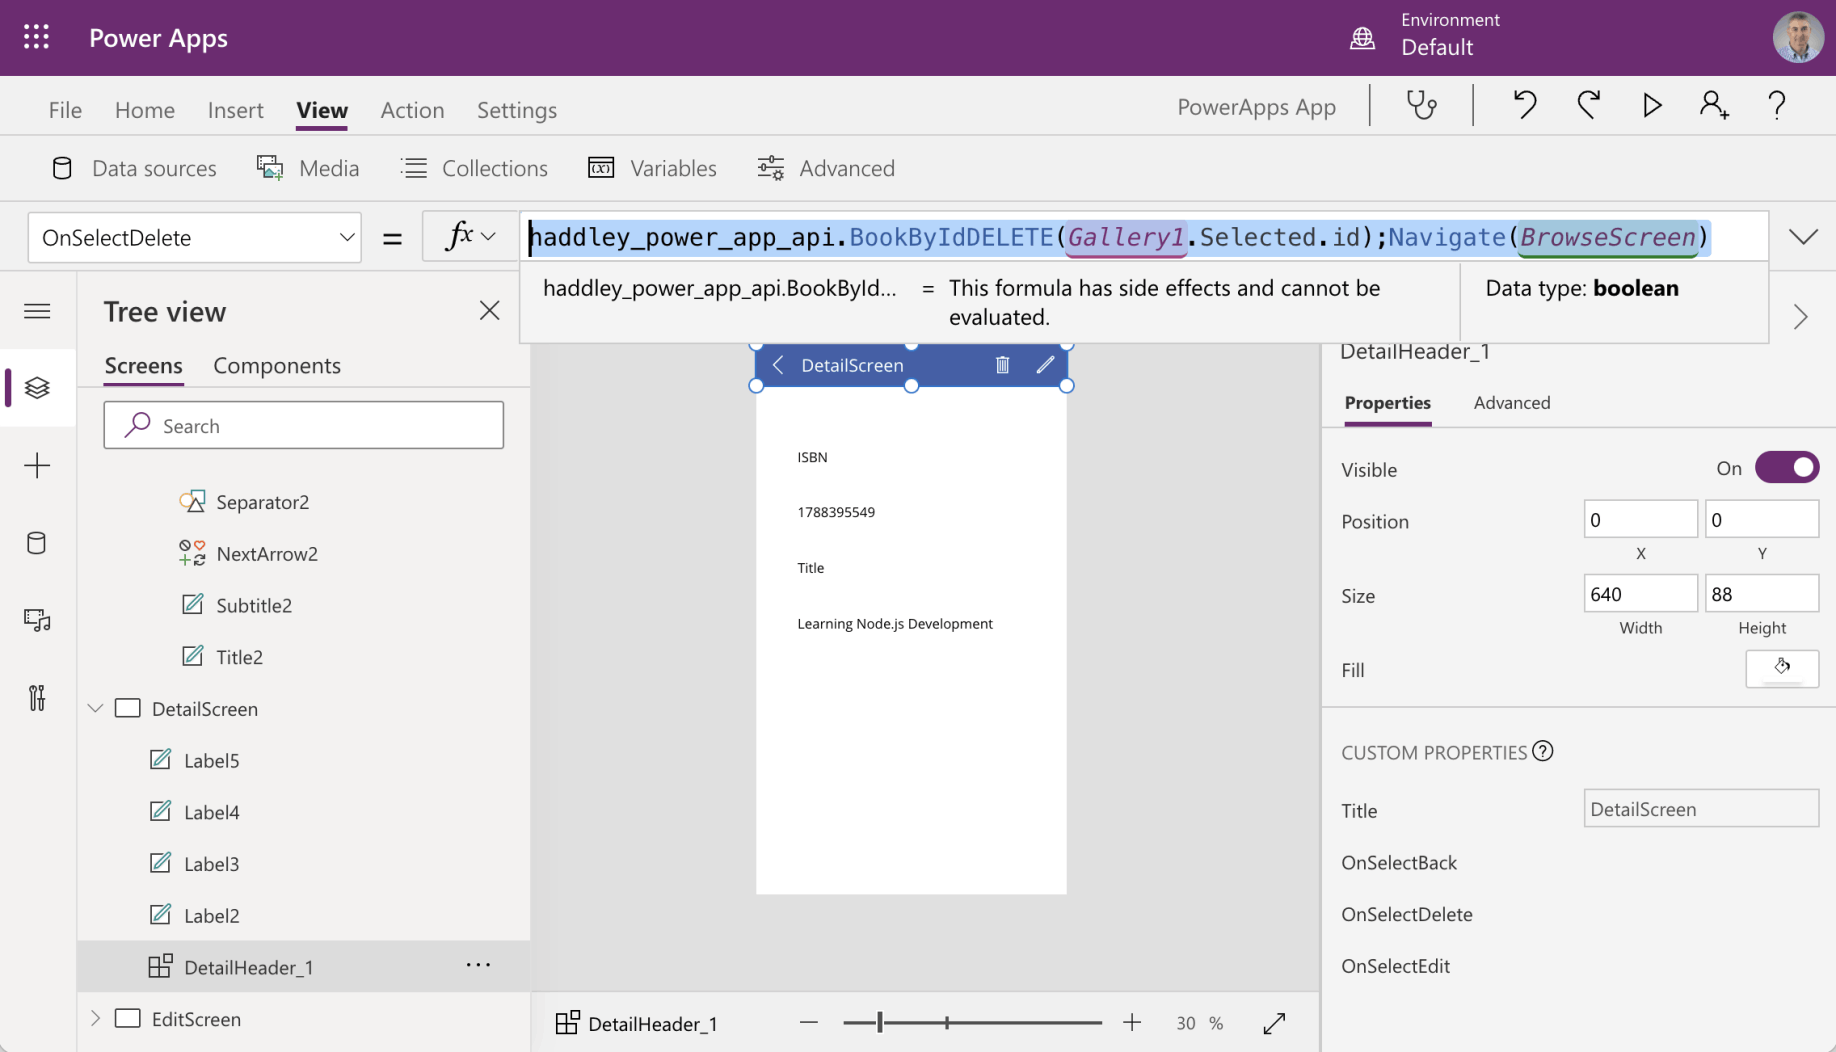 Power Apps
Environment
Default
File Home Insert View Action Settings
PowerApps App
Data sources Media Collections Variables Advanced
OnSelectDelete = fx haddley_power_app_api.BookByIdDELETE(Gallery1.Selected.id);Navigate(BrowseScreen)
haddley_power_app_api.BookById... = This formula has side effects and cannot be
evaluated.
Data type: boolean
Tree view
Screens Components
Search
Separator2
NextArrow2
Subtitle2
Title2
DetailScreen
Label5
Label4
Label3
Label2
DetailHeader_1
EditScreen
DetailScreen
ISBN
1788395549
Title
Learning Node.js Development
DetailHeader_1
30 %
DetailHeader_1
Properties Advanced
Visible On
Position 0 0
X Y
Size 640 88
Width Height
Fill
CUSTOM PROPERTIES
Title DetailScreen
OnSelectBack
OnSelectDelete
OnSelectEdit